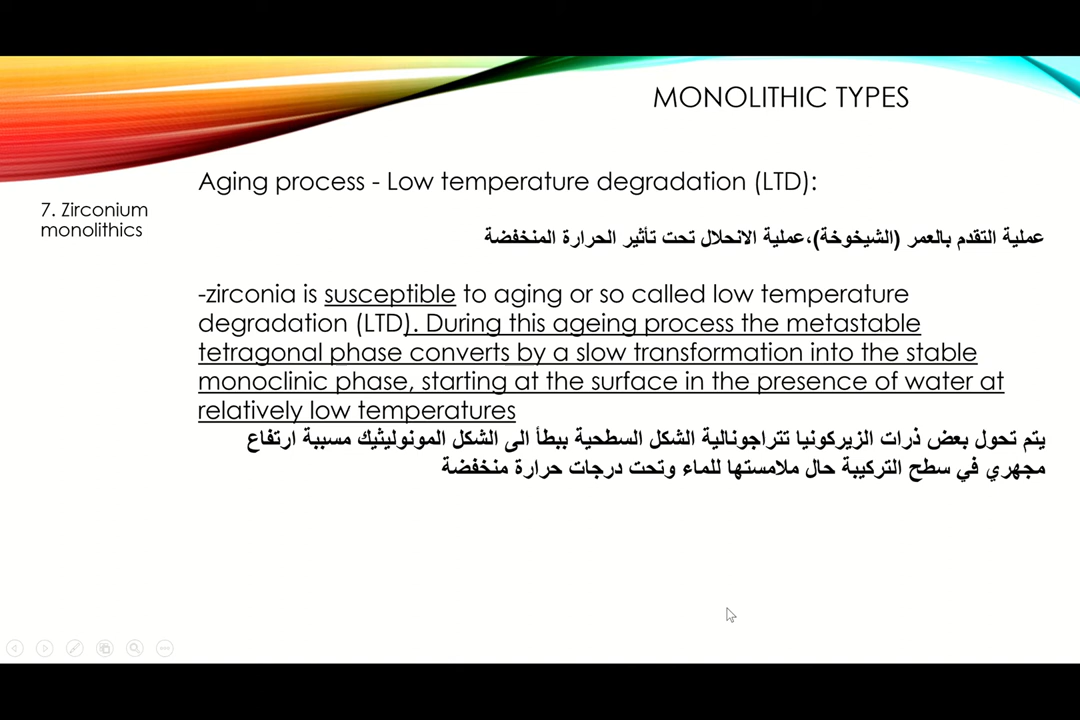 MONOLITHIC TYPES
Aging process - Low temperature degradation (LTD):
7. Zirconium
monolithics
عملية التقدم بالعمر (الشيخوخة)،عملية الانحلال تحت تأثير الحرارة المنخفضة
-zirconia is susceptible to aging or so called low temperature
degradation (LTD). During this ageing process the metastable
tetragonal phase converts by a slow transformation into the stable
monoclinic phase, starting at the surface in the presence of water at
relatively low temperatures
يتم تحول بعض ذرات الزيركونيا تتراجونالية الشكل السطحية ببطأ الى الشكل المونوليثيك مسببة ارتفاع
مجهري في سطح التركيبة حال ملامستها للماء وتحت درجات حرارة منخفضة